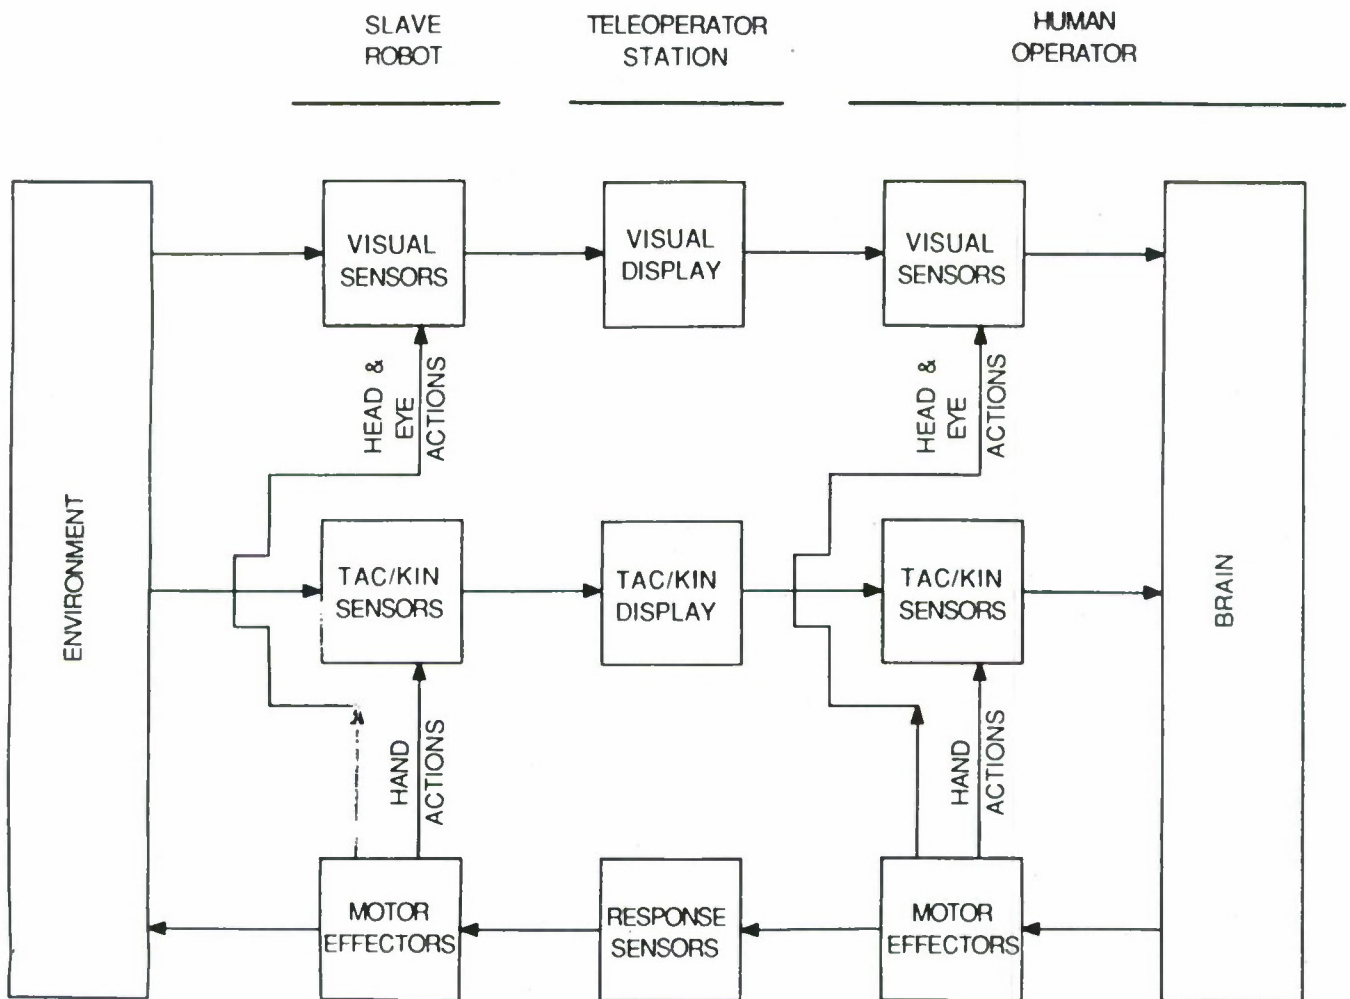 SLAVE
ROBOT
TELEOPERATOR
STATION
HUMAN
OPERATOR
VISUAL
SENSORS
VISUAL
DISPLAY
VISUAL
SENSORS
HEAD &
EYE
ACTIONS
HEAD &
EYE
ACTIONS
ENVIRONMENT
TAC/KIN
SENSORS
TAC/KIN
DISPLAY
TAC/KIN
SENSORS
BRAIN
HAND
ACTIONS
HAND
ACTIONS
MOTOR
EFFECTORS
RESPONSE
SENSORS
MOTOR
EFFECTORS